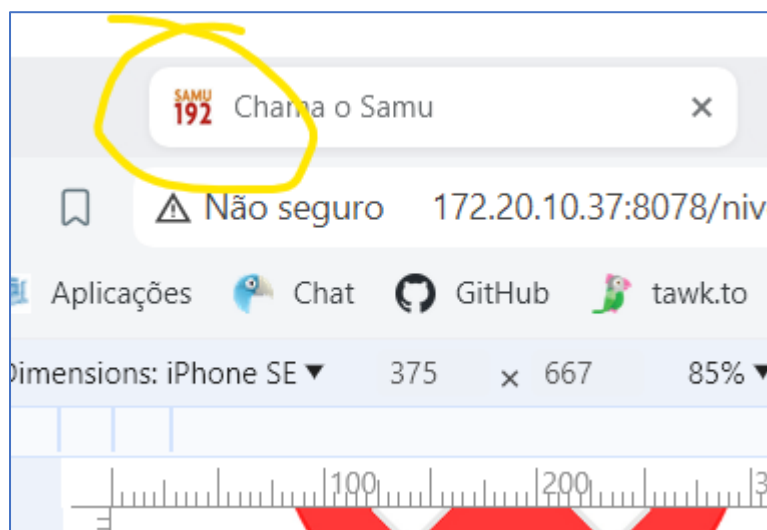 SAMU
192 Chama o Samu
Não seguro 172.20.10.37:8078/niv
Aplicações Chat GitHub tawk.to
Dimensions: iPhone SE 375 × 667 85%
100 200